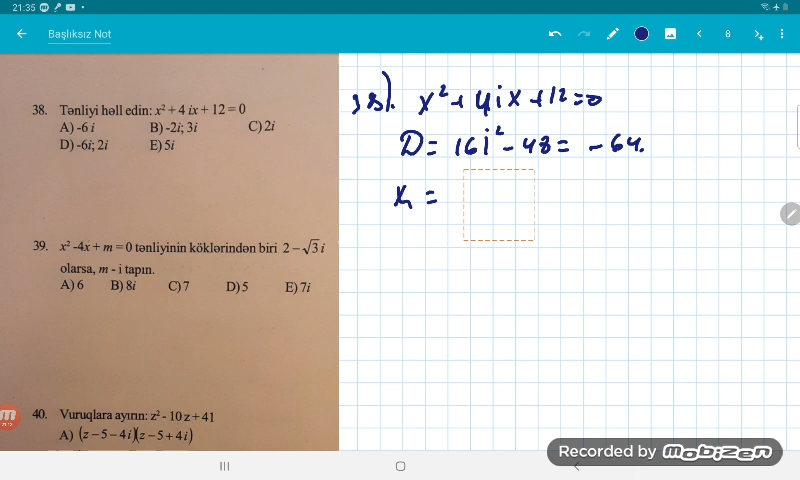 21:35
Başlıksız Not
8
38. Tənliyi həll edin: x² + 4 ix + 12 = 0
A) -6 i B) -2i; 3i C) 2i
D) -6i; 2i E) 5i
39. x² -4x + m = 0 tənliyinin köklərindən biri 2 − √3 i
olarsa, m - i tapın.
A) 6 B) 8i C) 7 D) 5 E) 7i
40. Vuruqlara ayırın: z² - 10z + 41
A) (z − 5 − 4i)(z − 5 + 4i)
38). x² + 4ix + 12 = 0
D = 16i² - 48 = -64.
x₁ =
Recorded by mobizen